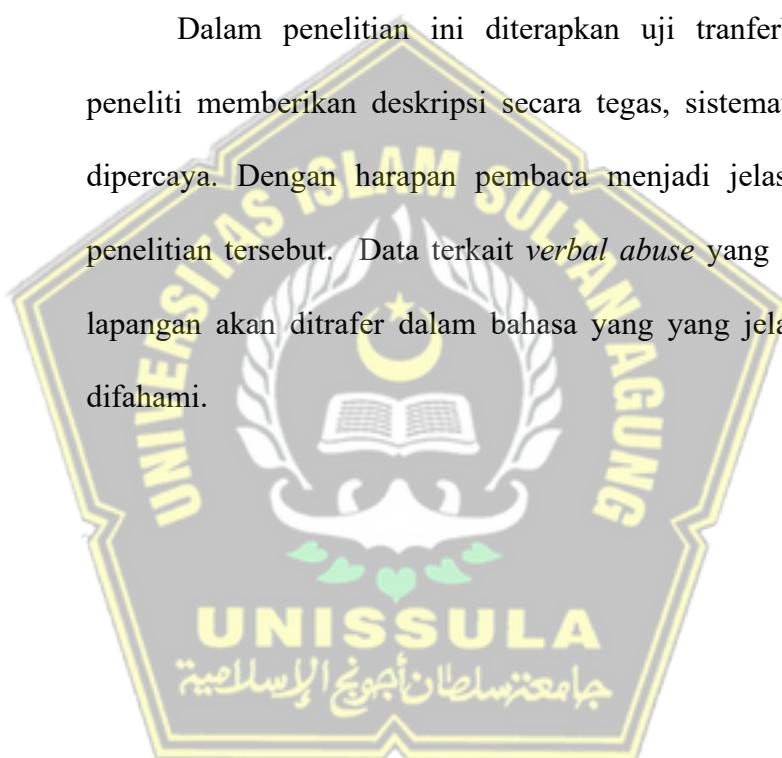 Dalam penelitian ini diterapkan uji tranfer
peneliti memberikan deskripsi secara tegas, sistema
dipercaya. Dengan harapan pembaca menjadi jelas
penelitian tersebut. Data terkait verbal abuse yang
lapangan akan ditrafer dalam bahasa yang yang jela
difahami.
UNIVERSITAS ISLAM SULTAN AGUNG
UNISSULA
جامعة سلطان أجونج الإسلامية